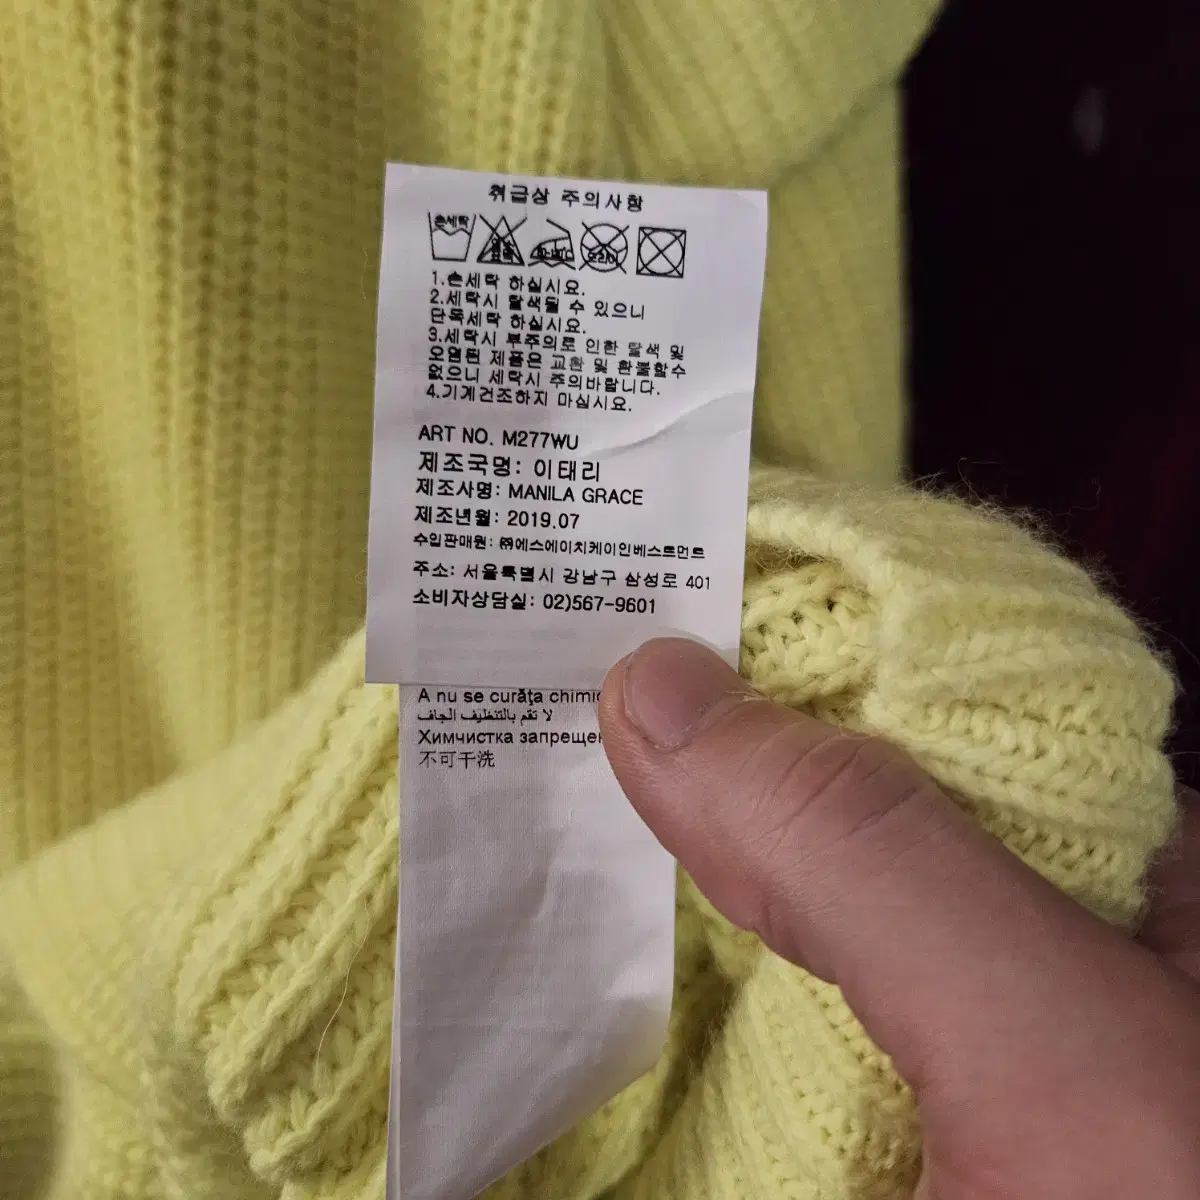 취급상 주의사항
손세탁
1.손세탁 하십시요.
2.세탁시 탈색될 수 있으니
단독세탁 하십시요.
3.세탁시 부주의로 인한 탈색 및
오염된 제품은 교환 및 환불할수
없으니 세탁시 주의바랍니다.
4.기계건조하지 마십시요.
ART NO. M277WU
제조국명: 이태리
제조사명: MANILA GRACE
제조년월: 2019.07
수입판매원: ㈜에스에이치케이인베스트먼트
주소: 서울특별시 강남구 삼성로 401
소비자상담실: 02)567-9601
A nu se curăţa chimic
لا تقم بالتنظيف الجاف
Химчистка запрещен
不可干洗